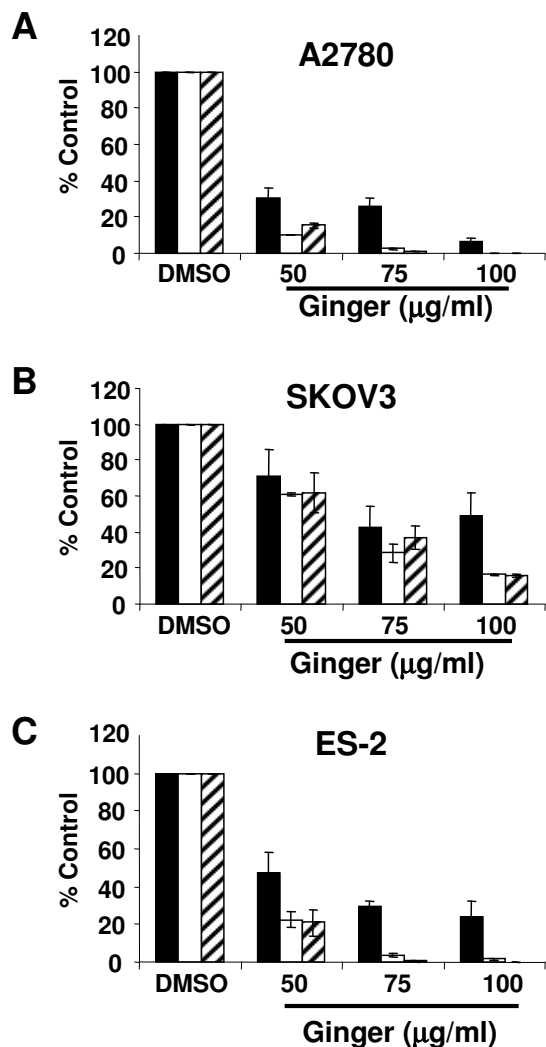 A
A2780
120
100
80
60
40
20
0
% Control
DMSO 50 75 100
Ginger (μg/ml)
B
SKOV3
120
100
80
60
40
20
0
% Control
DMSO 50 75 100
Ginger (μg/ml)
C
ES-2
120
100
80
60
40
20
0
% Control
DMSO 50 75 100
Ginger (μg/ml)